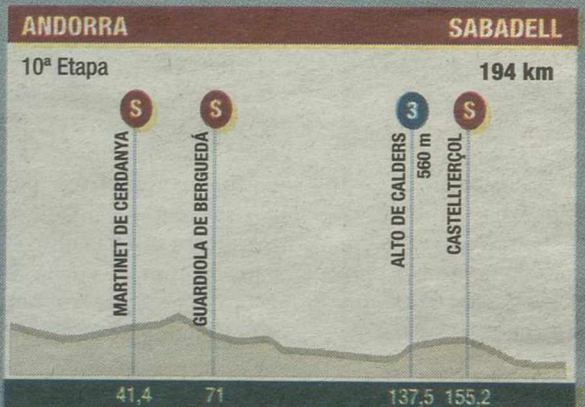 ANDORRA
SABADELL
10ª Etapa
194 km
S
S
3
S
MARTINET DE CERDANYA
GUARDIOLA DE BERGUEDÁ
ALTO DE CALDERS
560 m
CASTELLTERÇOL
41,4
71
137.5
155.2